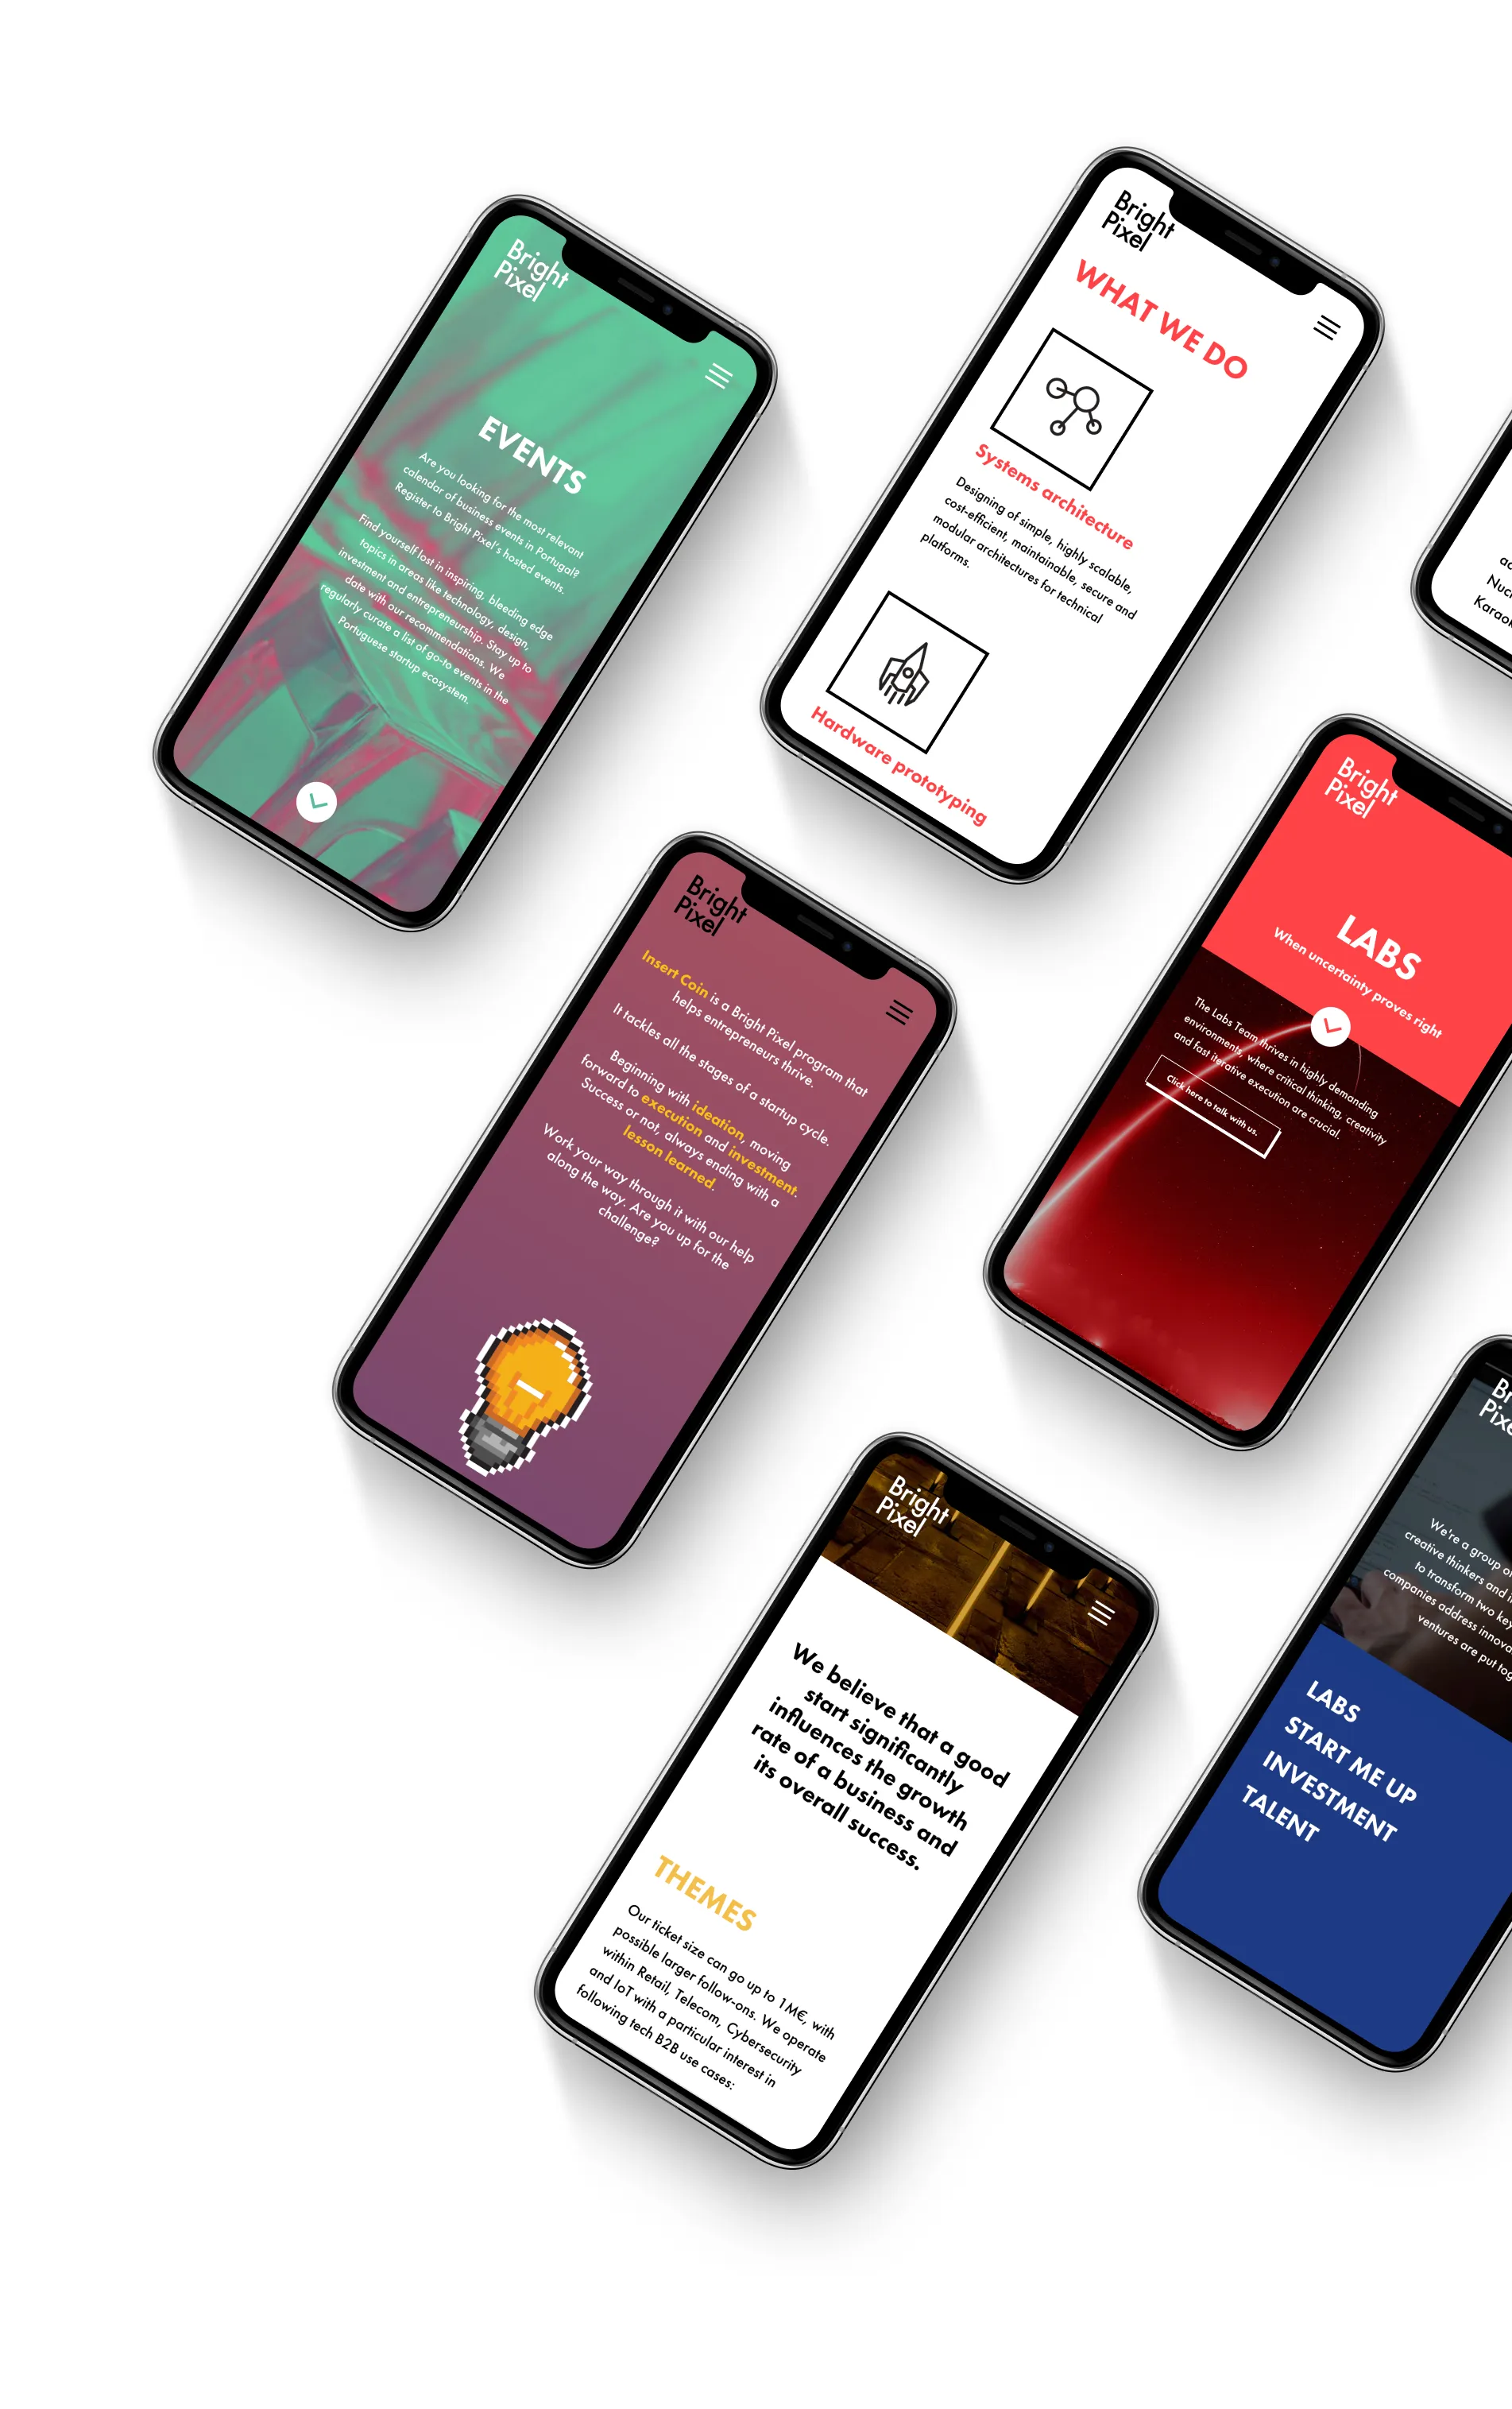 Bright
Pixel
EVENTS
Are you looking for the most relevant
calendar of business events in Portugal?
Register to Bright Pixel's hosted events.
Find yourself lost in inspiring, bleeding edge
topics in areas like technology, design,
investment and entrepreneurship. Stay up to
date with our recommendations. We
regularly curate a list of go-to events in the
Portuguese startup ecosystem.
Bright
Pixel
WHAT WE DO
Systems architecture
Designing of simple, highly scalable,
cost-efficient, maintainable, secure and
modular architectures for technical
platforms.
Hardware prototyping
Bright
Pixel
Insert Coin is a Bright Pixel program that
helps entrepreneurs thrive.
It tackles all the stages of a startup cycle.
Beginning with ideation, moving
forward to execution and investment.
Success or not, always ending with a
lesson learned.
Work your way through it with our help
along the way. Are you up for the
challenge?
Bright
Pixel
LABS
When uncertainty proves right
The Labs Team thrives in highly demanding
environments, where critical thinking, creativity
and fast iterative execution are crucial.
Click here to talk with us.
Bright
Pixel
We believe that a good
start significantly
influences the growth
rate of a business and
its overall success.
THEMES
Our ticket size can go up to 1M€, with
possible larger follow-ons. We operate
within Retail, Telecom, Cybersecurity
and IoT with a particular interest in
following tech B2B use cases:
We're a group
creative thinkers and
to transform two key
companies address
ventures are put
LABS
START ME UP
INVESTMENT
TALENT